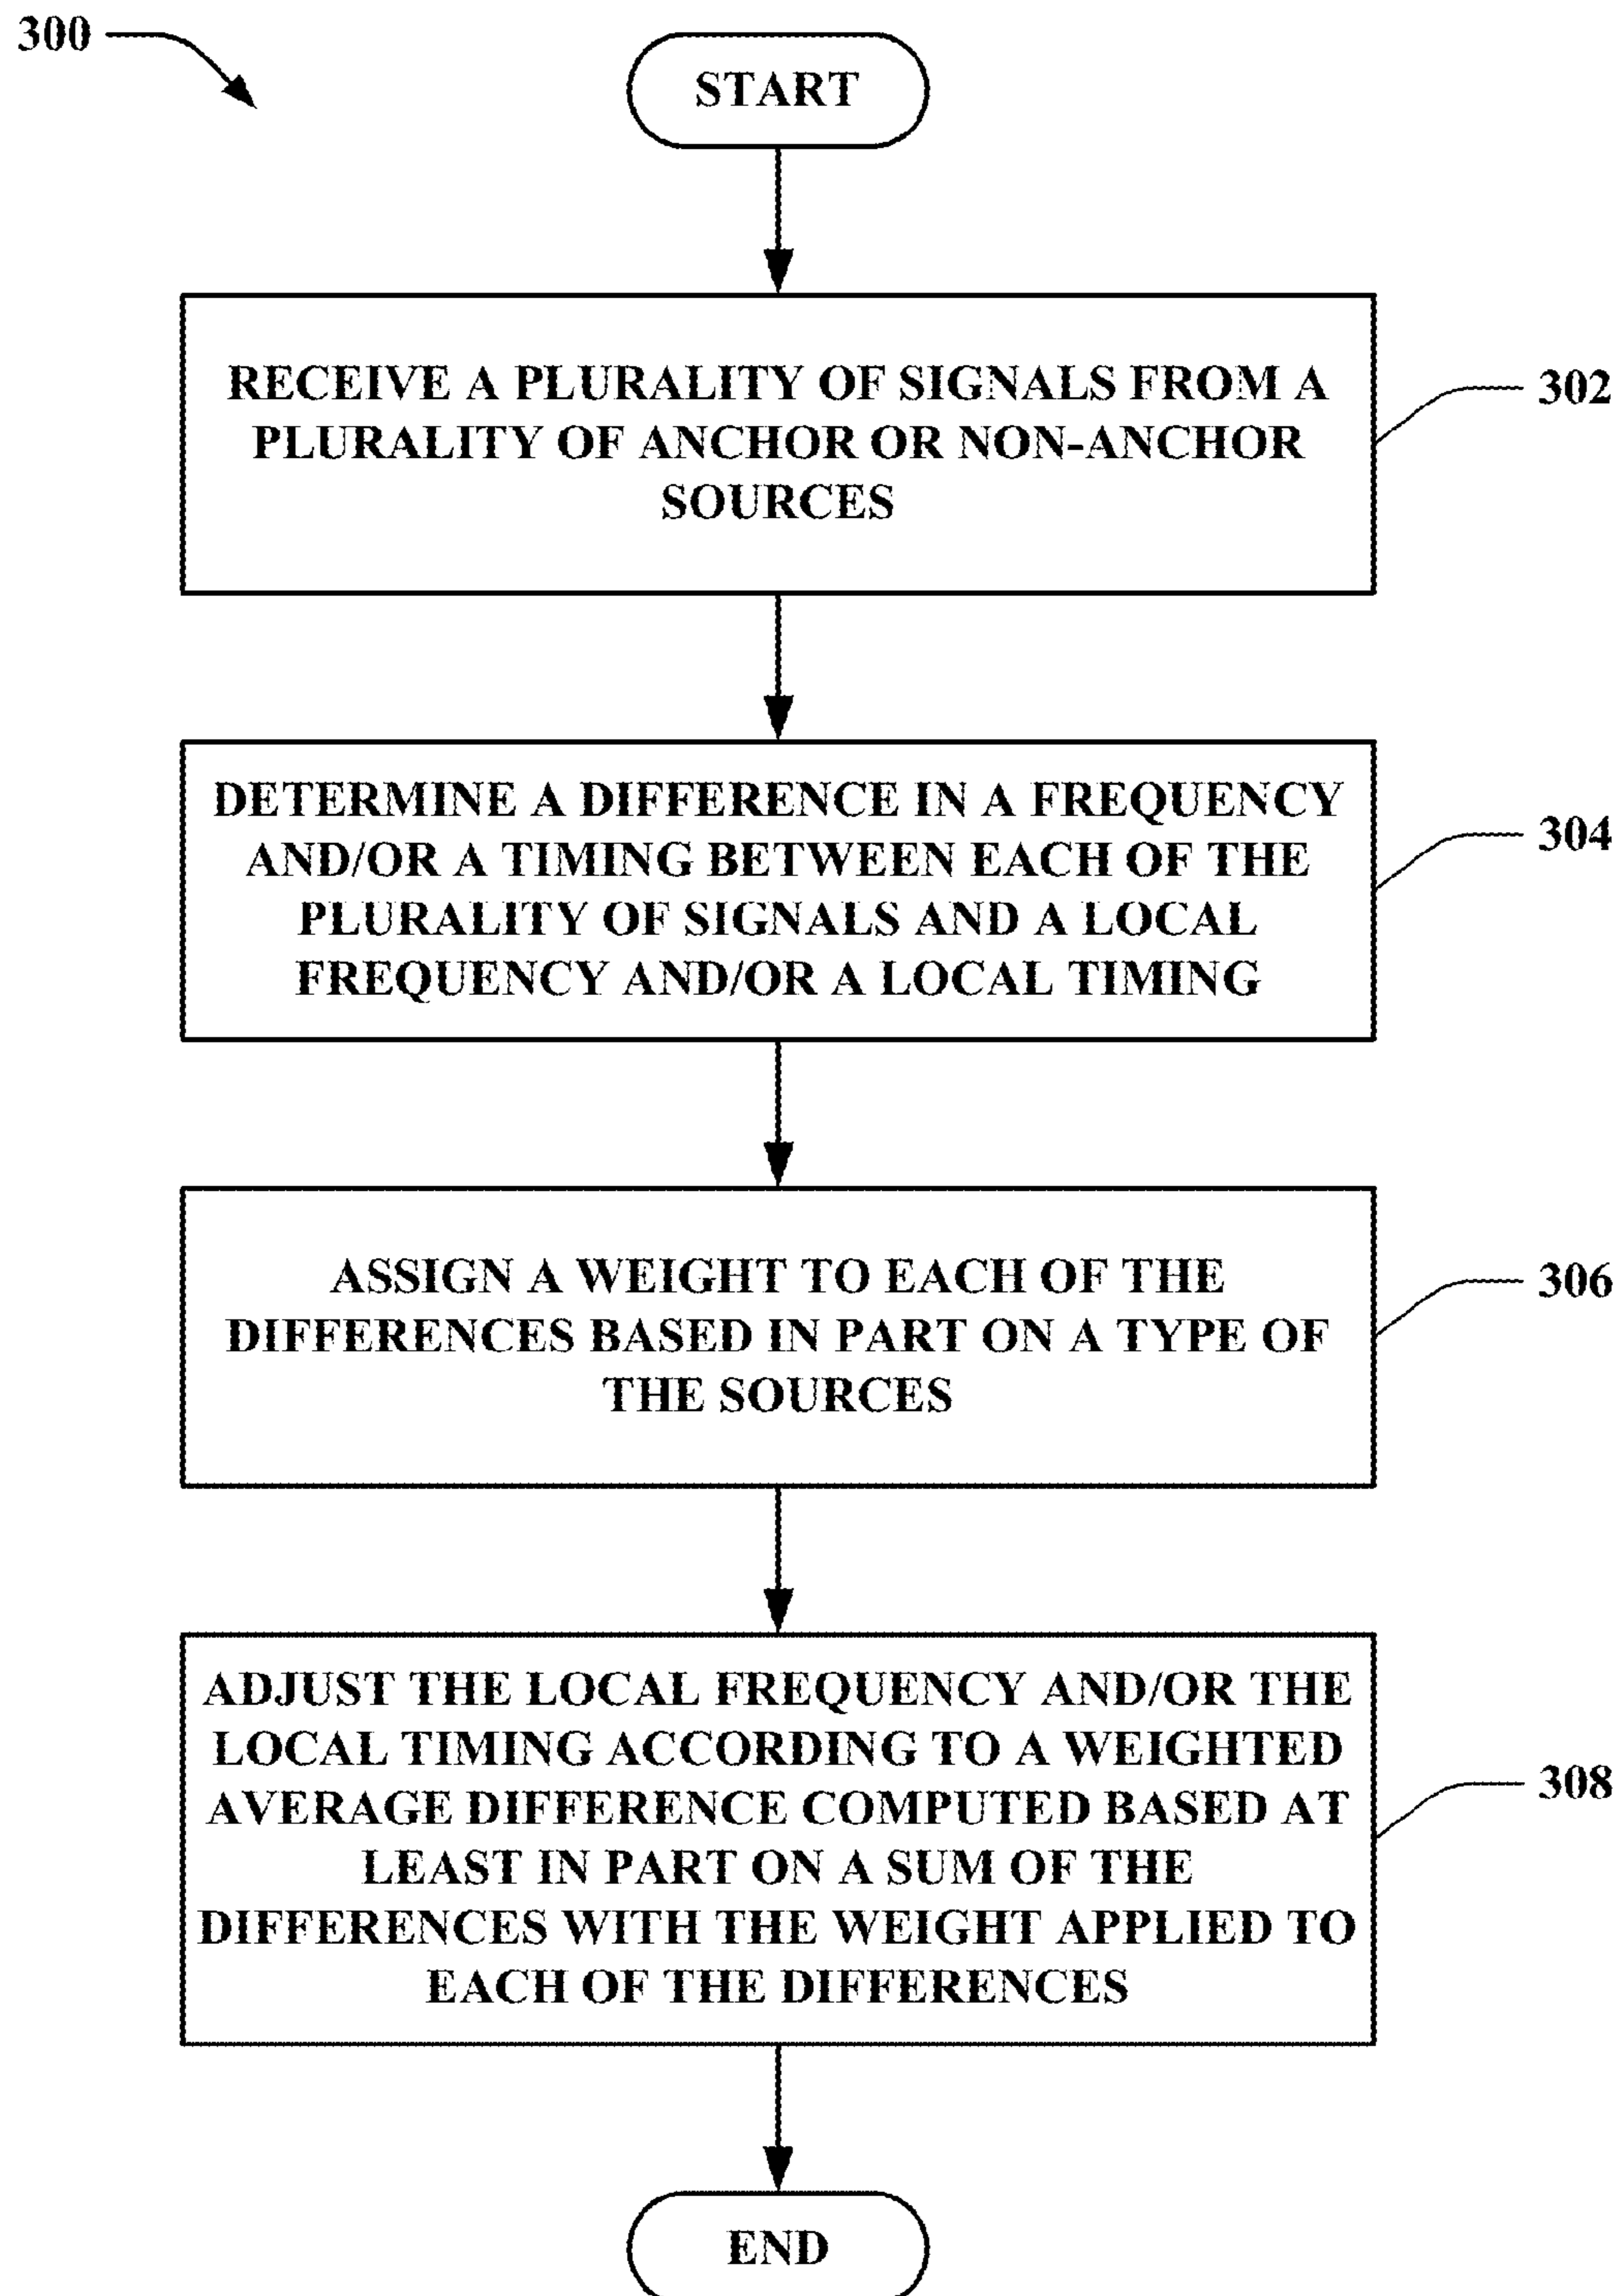 300
START
RECEIVE A PLURALITY OF SIGNALS FROM A
PLURALITY OF ANCHOR OR NON-ANCHOR
SOURCES
302
DETERMINE A DIFFERENCE IN A FREQUENCY
AND/OR A TIMING BETWEEN EACH OF THE
PLURALITY OF SIGNALS AND A LOCAL
FREQUENCY AND/OR A LOCAL TIMING
304
ASSIGN A WEIGHT TO EACH OF THE
DIFFERENCES BASED IN PART ON A TYPE OF
THE SOURCES
306
ADJUST THE LOCAL FREQUENCY AND/OR THE
LOCAL TIMING ACCORDING TO A WEIGHTED
AVERAGE DIFFERENCE COMPUTED BASED AT
LEAST IN PART ON A SUM OF THE
DIFFERENCES WITH THE WEIGHT APPLIED TO
EACH OF THE DIFFERENCES
308
END